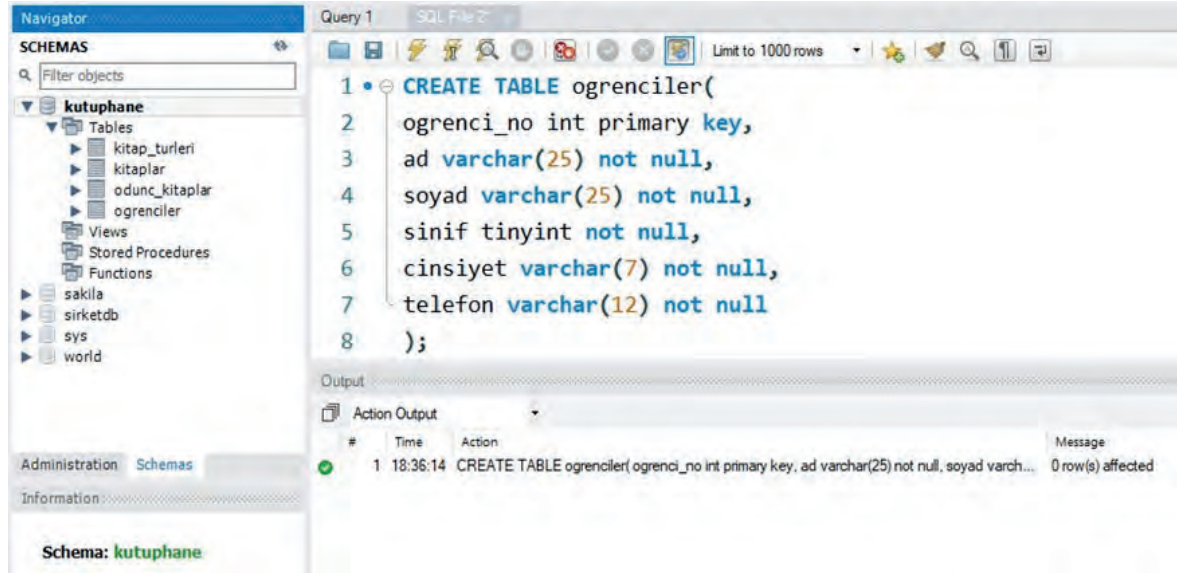 Navigator
SCHEMAS
Filter objects
kutuphane
Tables
kitap_turleri
kitaplar
odunc_kitaplar
ogrenciler
Views
Stored Procedures
Functions
sakila
sirketdb
sys
world
Administration Schemas
Information
Schema: kutuphane
Query 1 SQL File 2*
Limit to 1000 rows
1 CREATE TABLE ogrenciler(
2 ogrenci_no int primary key,
3 ad varchar(25) not null,
4 soyad varchar(25) not null,
5 sinif tinyint not null,
6 cinsiyet varchar(7) not null,
7 telefon varchar(12) not null
8 );
Output
Action Output
# Time Action Message
1 18:36:14 CREATE TABLE ogrenciler( ogrenci_no int primary key, ad varchar(25) not null, soyad varch... 0 row(s) affected